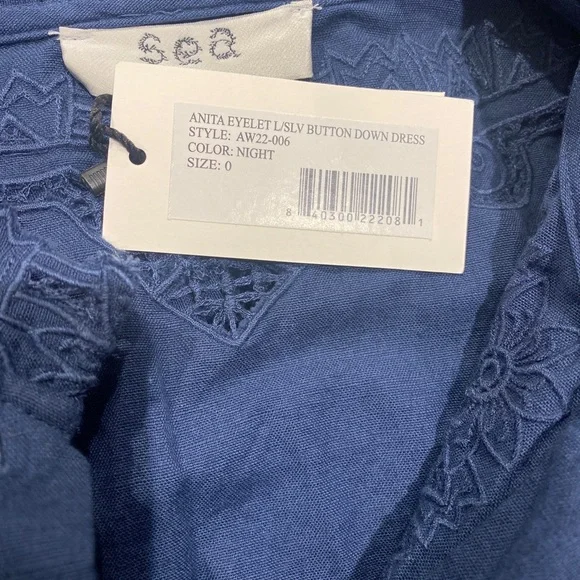 sea
ANITA EYELET L/SLV BUTTON DOWN DRESS
STYLE: AW22-006
COLOR: NIGHT
SIZE: 0
8 40300 22208 1